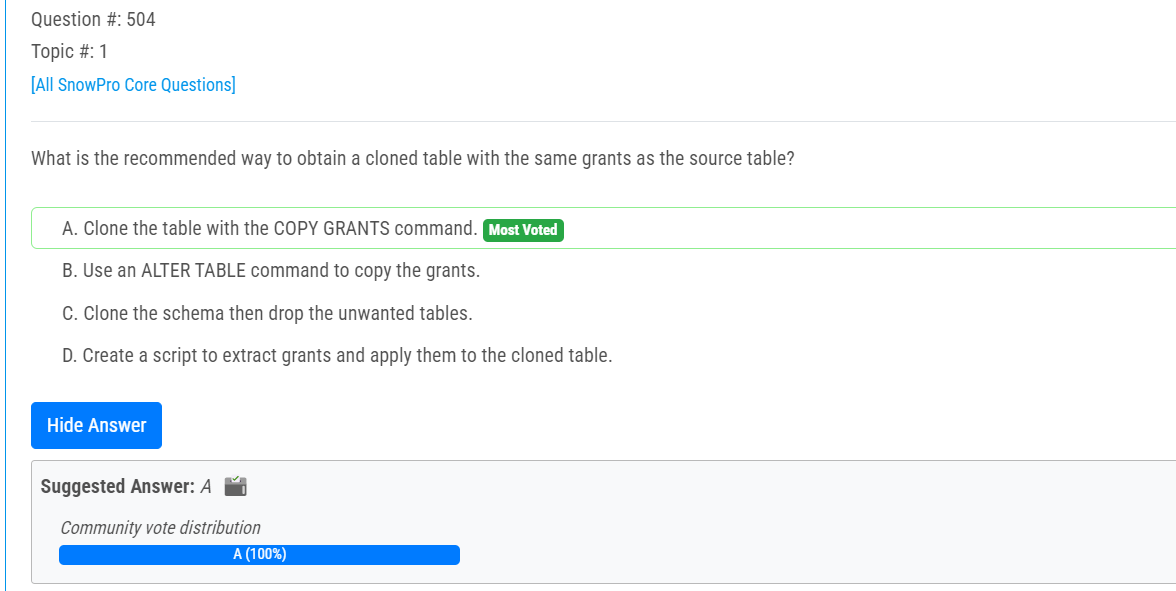 Question #: 504
Topic #: 1
[All SnowPro Core Questions]
What is the recommended way to obtain a cloned table with the same grants as the source table?
A. Clone the table with the COPY GRANTS command. Most Voted
B. Use an ALTER TABLE command to copy the grants.
C. Clone the schema then drop the unwanted tables.
D. Create a script to extract grants and apply them to the cloned table.
Hide Answer
Suggested Answer: A
Community vote distribution
A (100%)